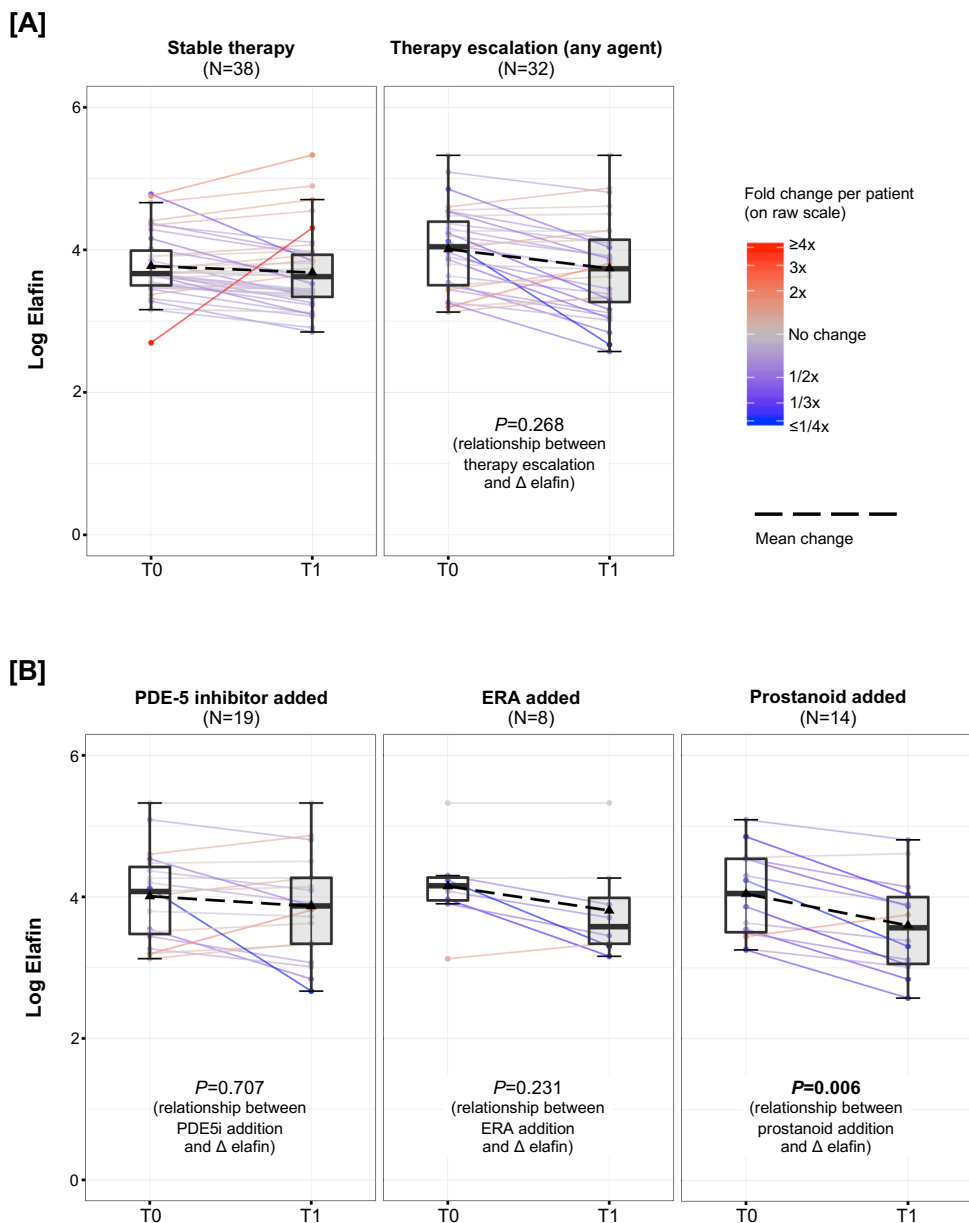 [A]
Stable therapy
(N=38)
Therapy escalation (any agent)
(N=32)
Log Elafin
6
4
2
0
P=0.268
(relationship between
therapy escalation
and Δ elafin)
T0
T1
T0
T1
Fold change per patient
(on raw scale)
≥4x
3x
2x
No change
1/2x
1/3x
≤1/4x
Mean change
[B]
PDE-5 inhibitor added
(N=19)
ERA added
(N=8)
Prostanoid added
(N=14)
Log Elafin
6
4
2
0
P=0.707
(relationship between
PDE5i addition
and Δ elafin)
P=0.231
(relationship between
ERA addition
and Δ elafin)
P=0.006
(relationship between
prostanoid addition
and Δ elafin)
T0
T1
T0
T1
T0
T1